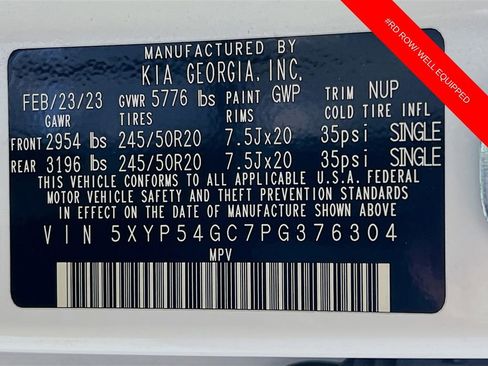 #RD ROW/ WELL EQUIPPED
MANUFACTURED BY
KIA GEORGIA, INC.
FEB/23/23 GVWR 5776 lbs PAINT GWP TRIM NUP
GAWR TIRES RIMS COLD TIRE INFL
FRONT 2954 lbs 245/50R20 7.5Jx20 35psi SINGLE
REAR 3196 lbs 245/50R20 7.5Jx20 35psi SINGLE
THIS VEHICLE CONFORMS TO ALL APPLICABLE U.S.A. FEDERAL
MOTOR VEHICLE SAFETY AND THEFT PREVENTION STANDARDS
IN EFFECT ON THE DATE OF MANUFACTURE SHOWN ABOVE.
VIN 5XYP54GC7PG376304
MPV